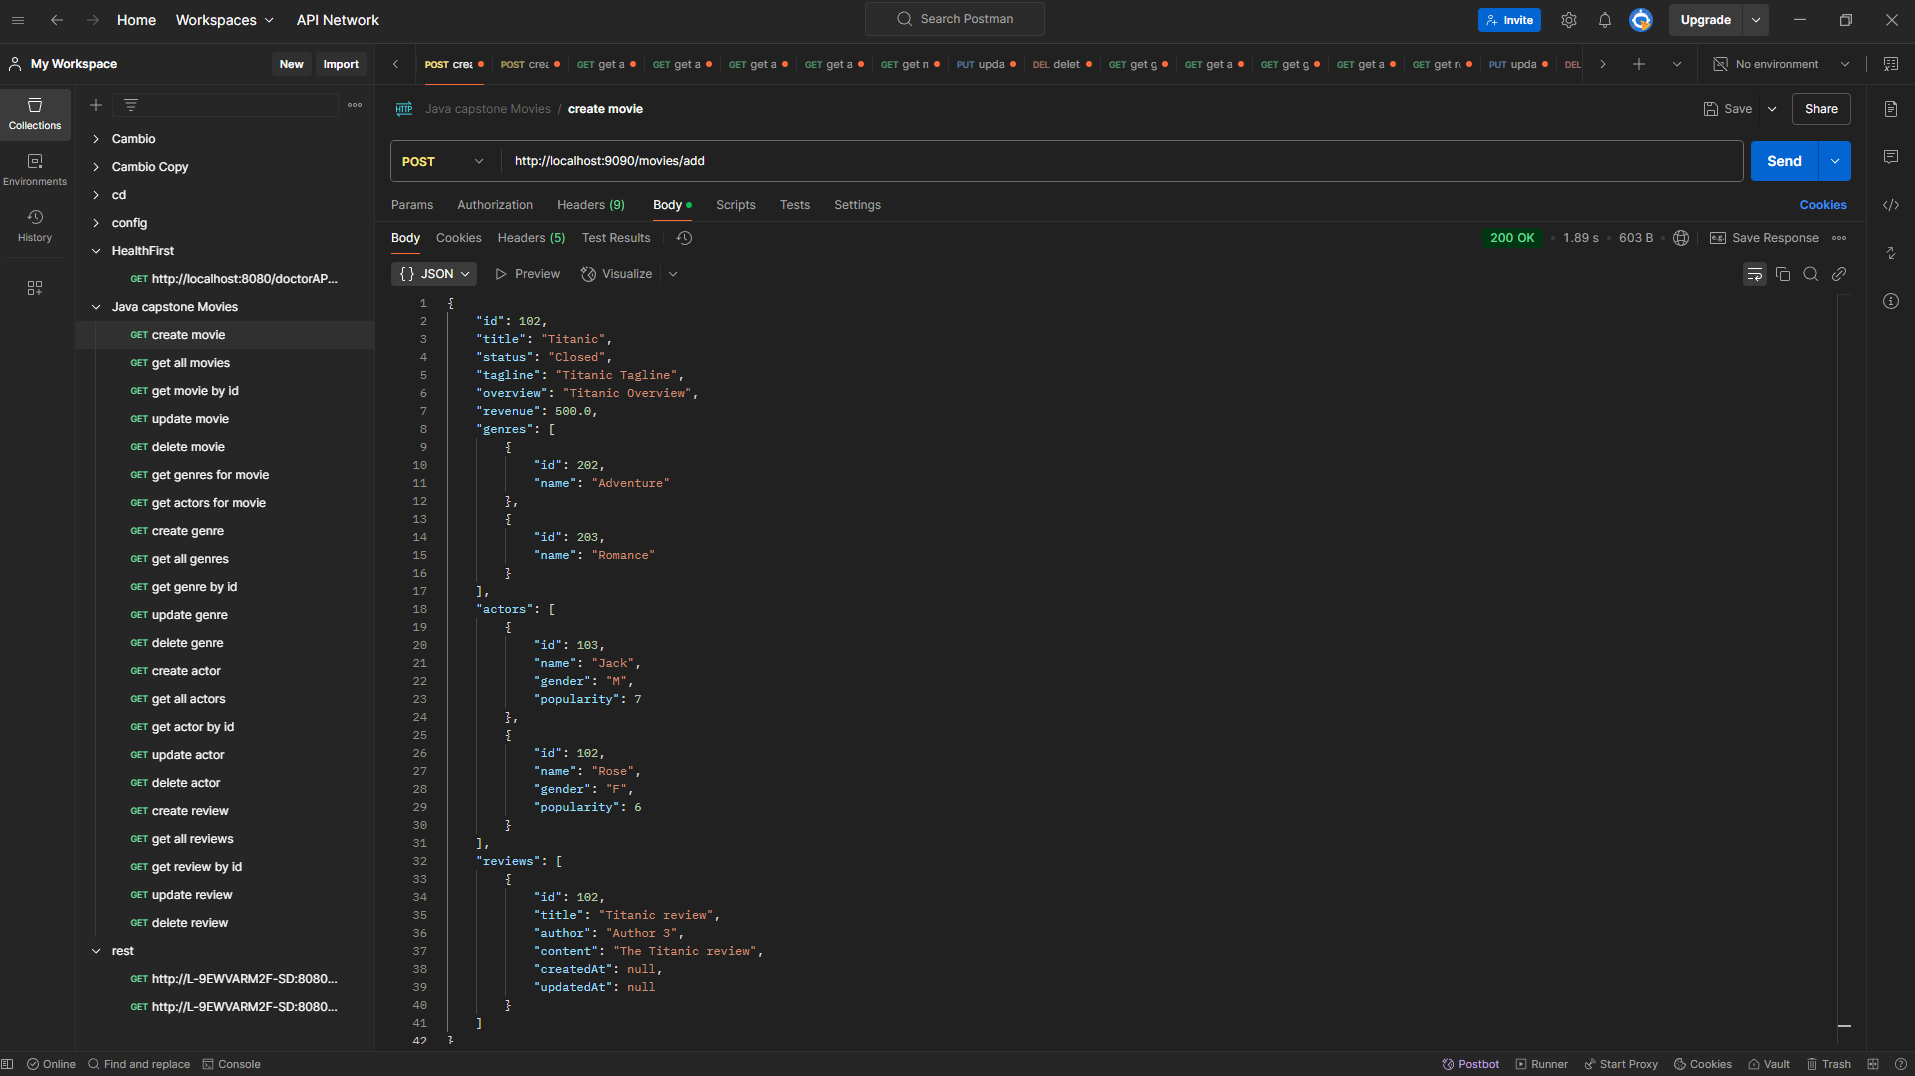 Home Workspaces API Network Search Postman Invite Upgrade
My Workspace New Import
POST crea POST crea GET get a GET get a GET get a GET get a GET get n PUT upda DEL delet GET get g GET get a GET get g GET get a GET get r PUT upda DEL No environment
Collections
Environments
History
Cambio
Cambio Copy
cd
config
HealthFirst
GET http://localhost:8080/doctorAP...
Java capstone Movies
GET create movie
GET get all movies
GET get movie by id
GET update movie
GET delete movie
GET get genres for movie
GET get actors for movie
GET create genre
GET get all genres
GET get genre by id
GET update genre
GET delete genre
GET create actor
GET get all actors
GET get actor by id
GET update actor
GET delete actor
GET create review
GET get all reviews
GET get review by id
GET update review
GET delete review
rest
GET http://L-9EWVARM2F-SD:8080...
GET http://L-9EWVARM2F-SD:8080...
HTTP Java capstone Movies / create movie Save Share
POST http://localhost:9090/movies/add Send
Params Authorization Headers (9) Body Scripts Tests Settings Cookies
Body Cookies Headers (5) Test Results 200 OK 1.89 s 603 B e.g. Save Response
{} JSON Preview Visualize
1 {
2 "id": 102,
3 "title": "Titanic",
4 "status": "Closed",
5 "tagline": "Titanic Tagline",
6 "overview": "Titanic Overview",
7 "revenue": 500.0,
8 "genres": [
9 {
10 "id": 202,
11 "name": "Adventure"
12 },
13 {
14 "id": 203,
15 "name": "Romance"
16 }
17 ],
18 "actors": [
19 {
20 "id": 103,
21 "name": "Jack",
22 "gender": "M",
23 "popularity": 7
24 },
25 {
26 "id": 102,
27 "name": "Rose",
28 "gender": "F",
29 "popularity": 6
30 }
31 ],
32 "reviews": [
33 {
34 "id": 102,
35 "title": "Titanic review",
36 "author": "Author 3",
37 "content": "The Titanic review",
38 "createdAt": null,
39 "updatedAt": null
40 }
41 ]
42 }
Online Find and replace Console Postbot Runner Start Proxy Cookies Vault Trash